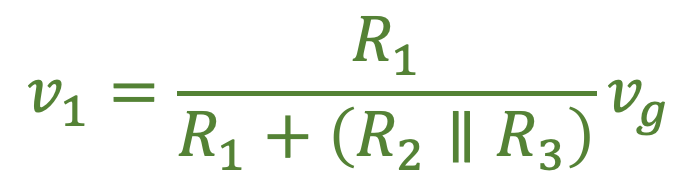 v₁ = R₁ / (R₁ + (R₂ ∥ R₃)) v_g